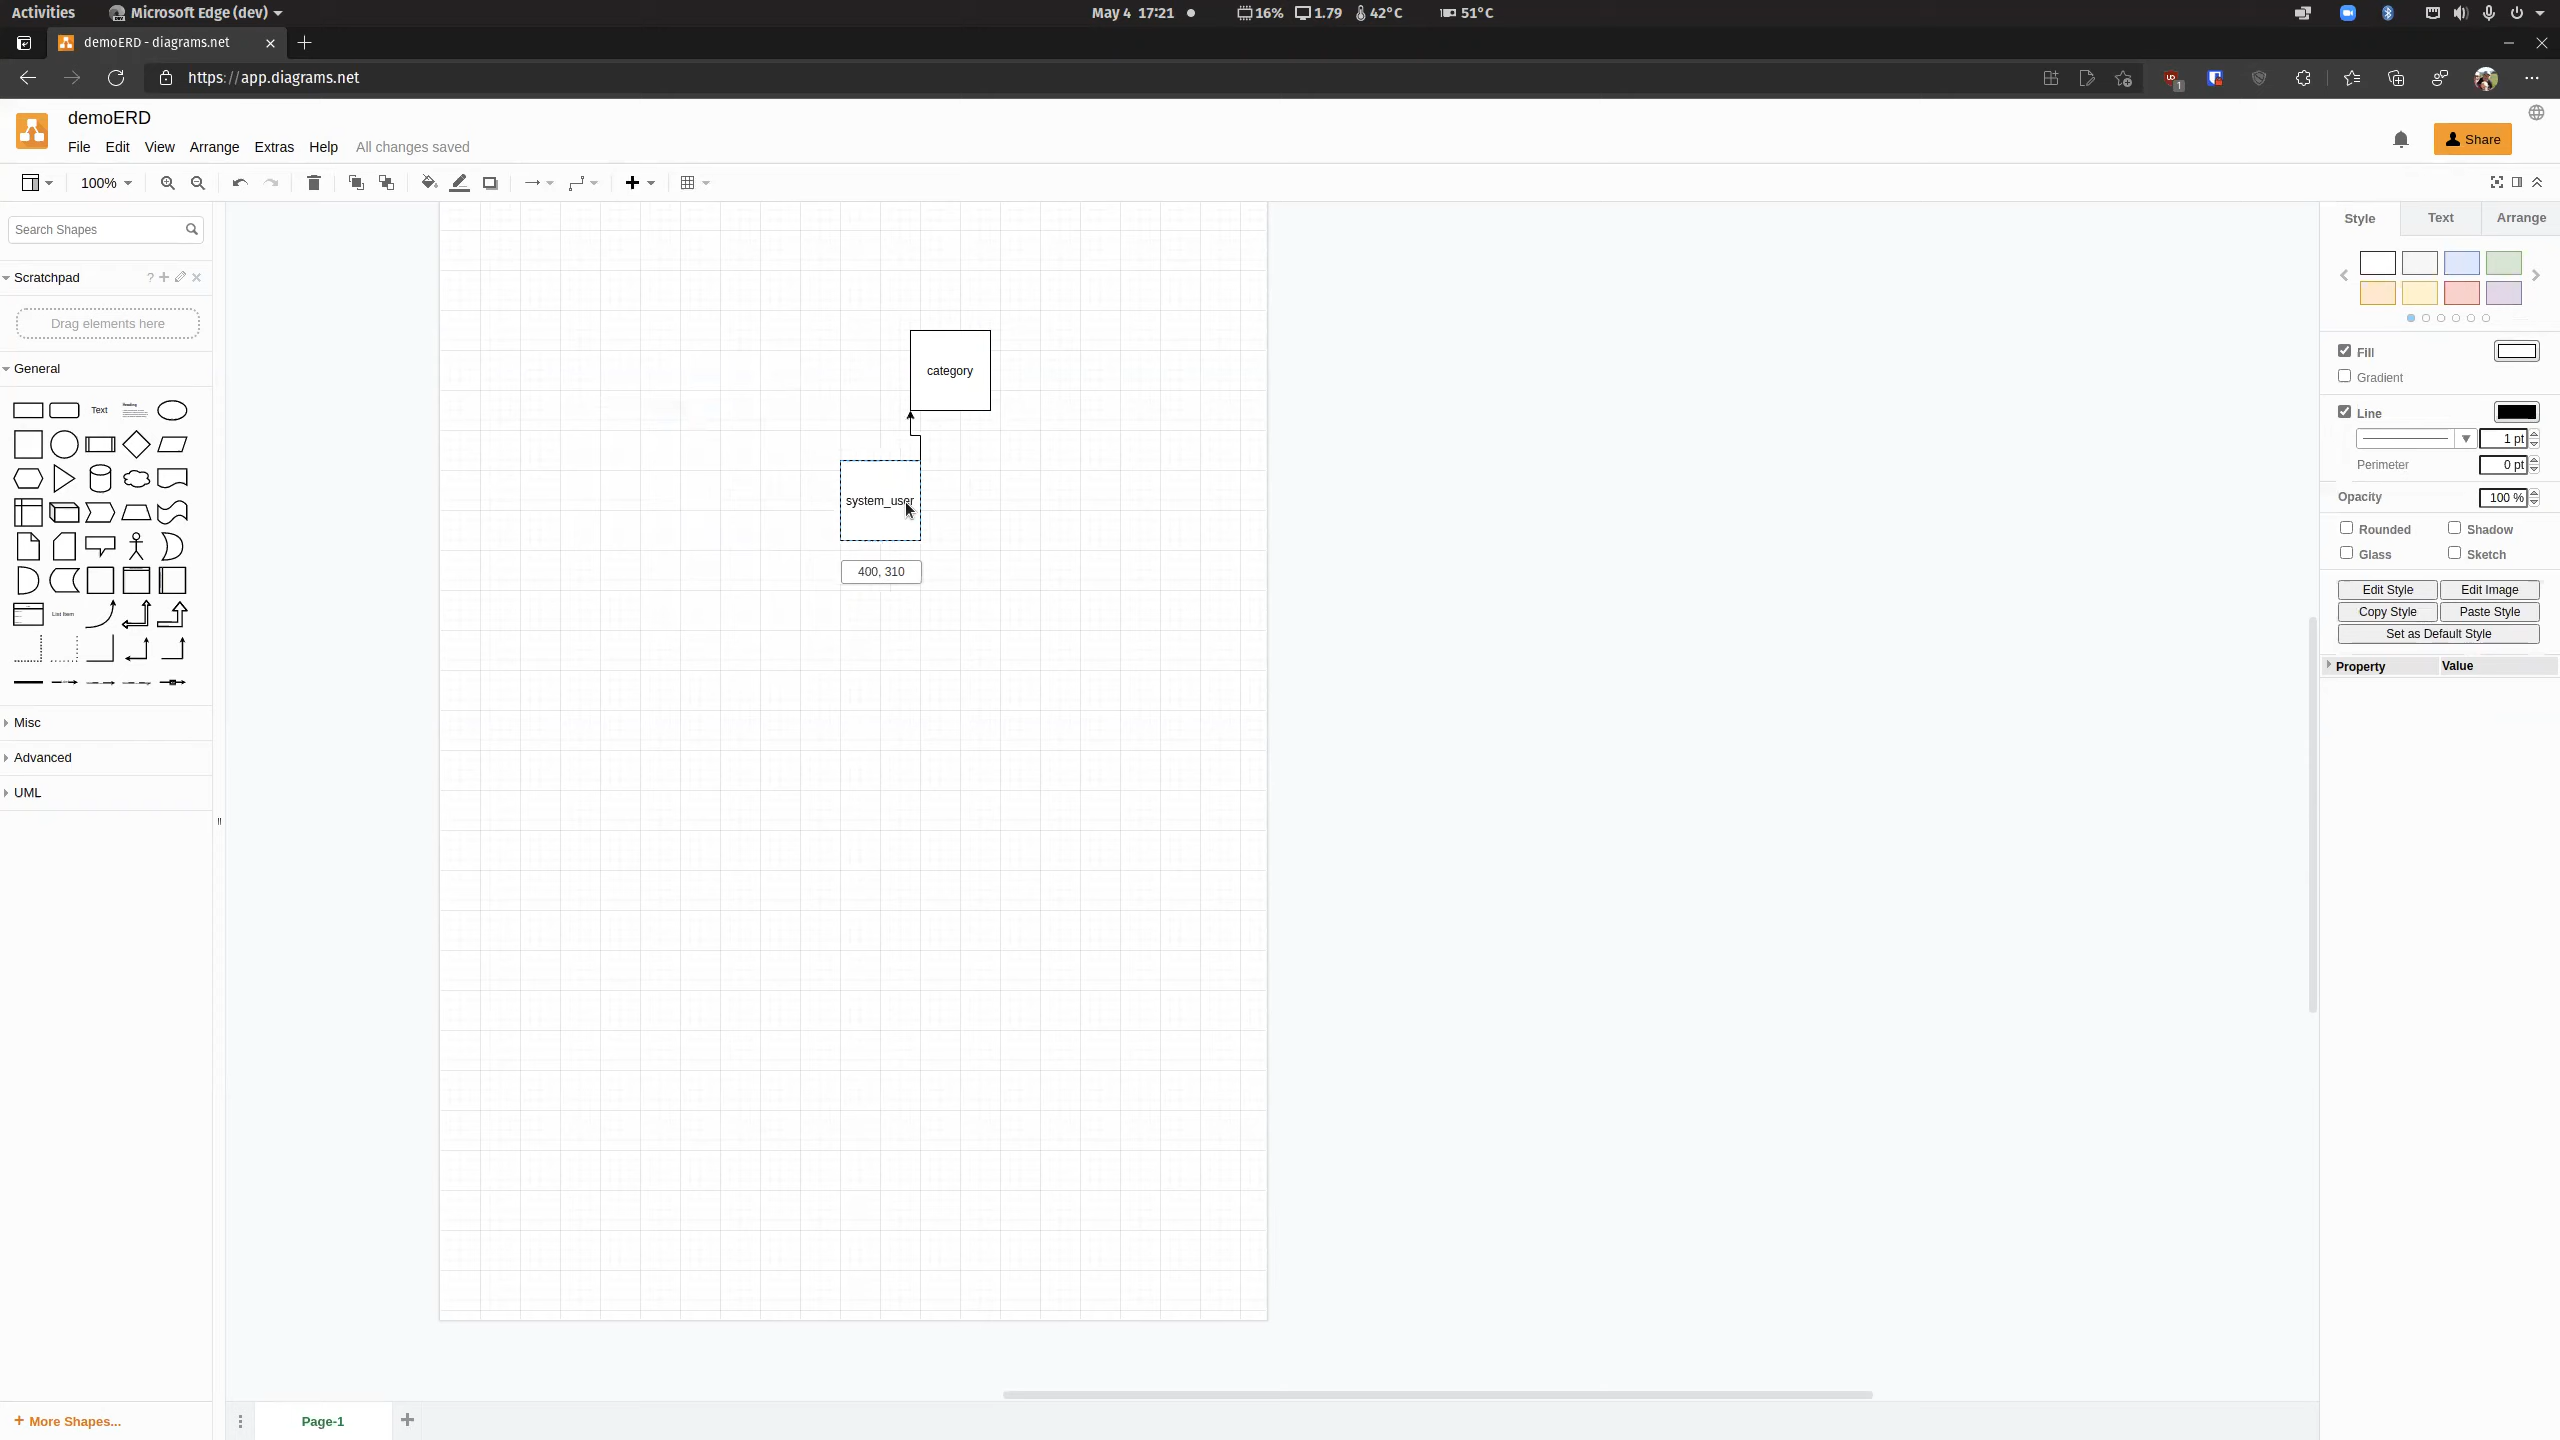 Activities
Microsoft Edge (dev)
May 4 17:21
16%
1.79
42°C
51°C
demoERD - diagrams.net
https://app.diagrams.net
1
demoERD
File Edit View Arrange Extras Help All changes saved
Share
100%
Search Shapes
Scratchpad
?
Drag elements here
General
Text
Heading
List Item
Misc
Advanced
UML
More Shapes...
category
system_user
400, 310
Page-1
Style Text Arrange
Fill
Gradient
Line
1 pt
Perimeter 0 pt
Opacity 100 %
Rounded Shadow
Glass Sketch
Edit Style Edit Image
Copy Style Paste Style
Set as Default Style
Property Value